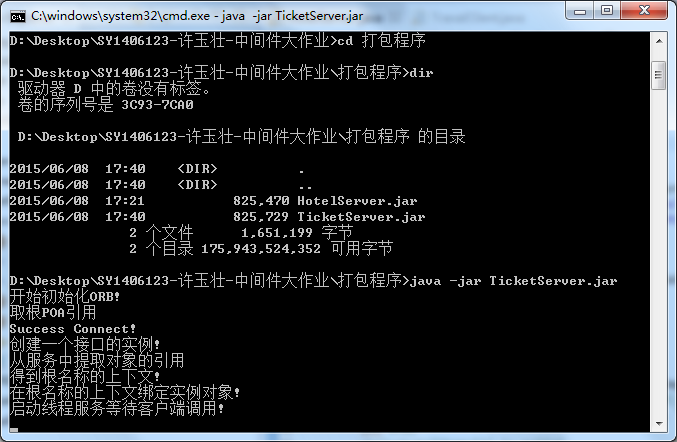 C:\windows\system32\cmd.exe - java -jar TicketServer.jar
D:\Desktop\SY1406123-许玉壮-中间件大作业>cd 打包程序
D:\Desktop\SY1406123-许玉壮-中间件大作业\打包程序>dir
驱动器 D 中的卷没有标签。
卷的序列号是 3C93-7CA0
D:\Desktop\SY1406123-许玉壮-中间件大作业\打包程序 的目录
2015/06/08 17:40 <DIR> .
2015/06/08 17:40 <DIR> ..
2015/06/08 17:21 825,470 HotelServer.jar
2015/06/08 17:40 825,729 TicketServer.jar
2 个文件 1,651,199 字节
2 个目录 175,943,524,352 可用字节
D:\Desktop\SY1406123-许玉壮-中间件大作业\打包程序>java -jar TicketServer.jar
开始初始化ORB!
取根POA引用
Success Connect!
创建一个接口的实例!
从服务中提取对象的引用
得到根名称的上下文!
在根名称的上下文绑定实例对象!
启动线程服务等待客户端调用!